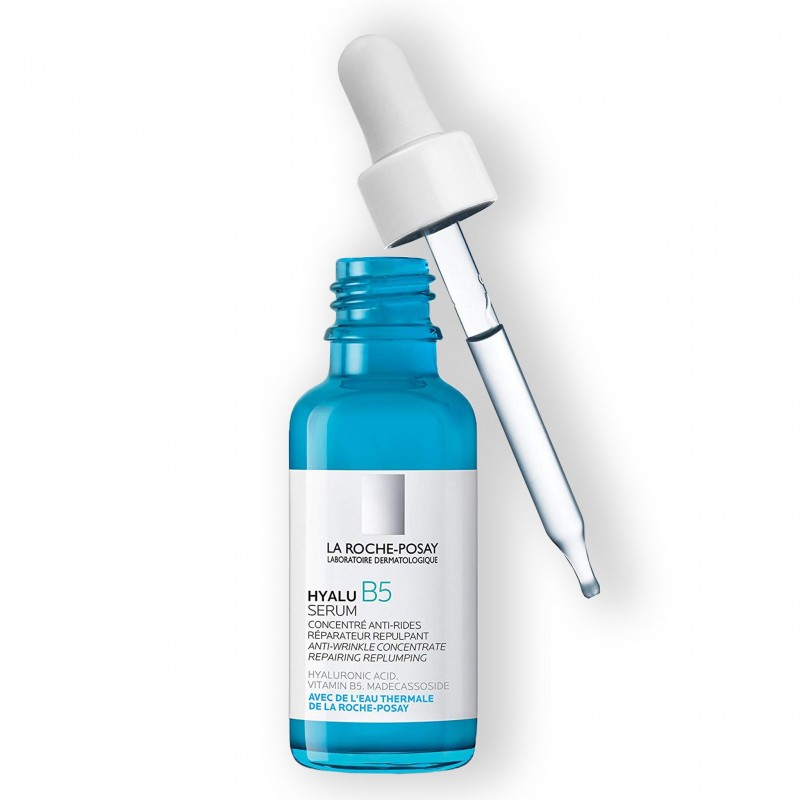 LA ROCHE-POSAY
LABORATOIRE DERMATOLOGIQUE
HYALU B5
SERUM
CONCENTRÉ ANTI-RIDES
RÉPARATEUR REPULPANT
ANTI-WRINKLE CONCENTRATE
REPAIRING REPLUMPING
HYALURONIC ACID,
VITAMIN B5, MADECASSOSIDE
AVEC DE L'EAU THERMALE
DE LA ROCHE-POSAY